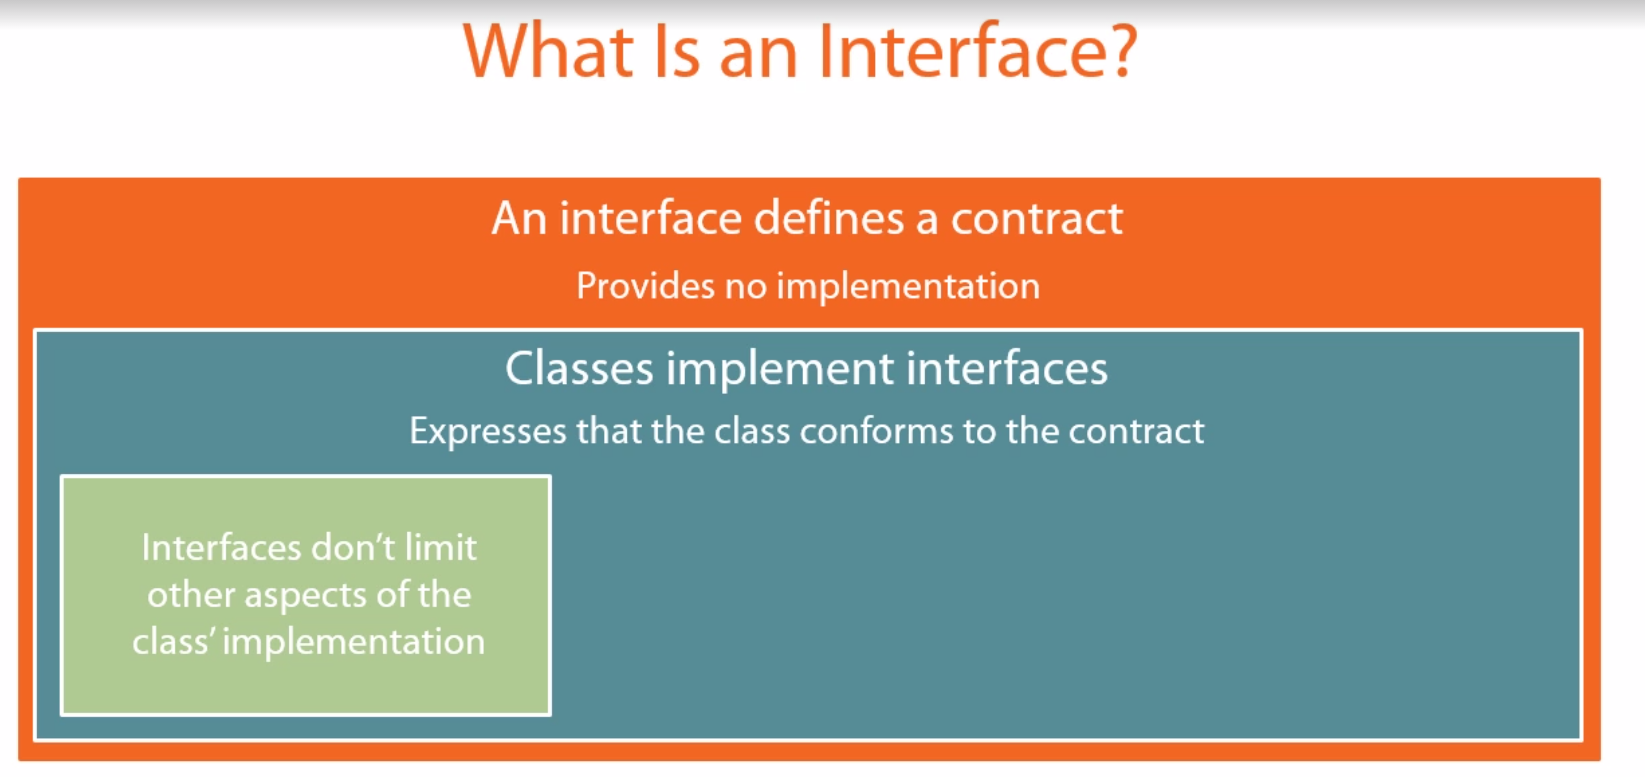 What Is an Interface?
An interface defines a contract
Provides no implementation
Classes implement interfaces
Expresses that the class conforms to the contract
Interfaces don’t limit
other aspects of the
class’ implementation